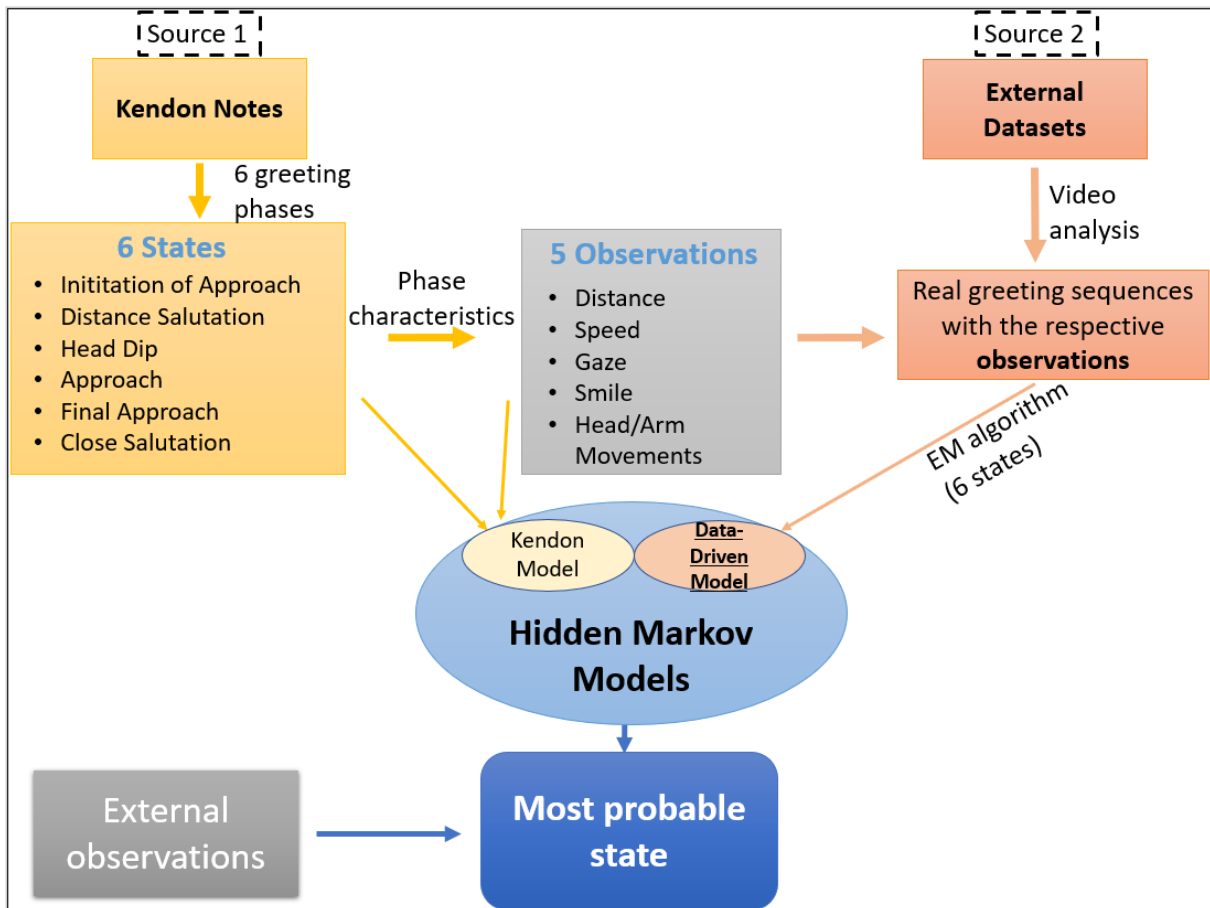 Source 1
Kendon Notes
6 greeting
phases
6 States
• Inititation of Approach
• Distance Salutation
• Head Dip
• Approach
• Final Approach
• Close Salutation
Phase
characteristics
5 Observations
• Distance
• Speed
• Gaze
• Smile
• Head/Arm
Movements
Source 2
External
Datasets
Video
analysis
Real greeting sequences
with the respective
observations
EM algorithm
(6 states)
Kendon
Model
Data-
Driven
Model
Hidden Markov
Models
External
observations
Most probable
state